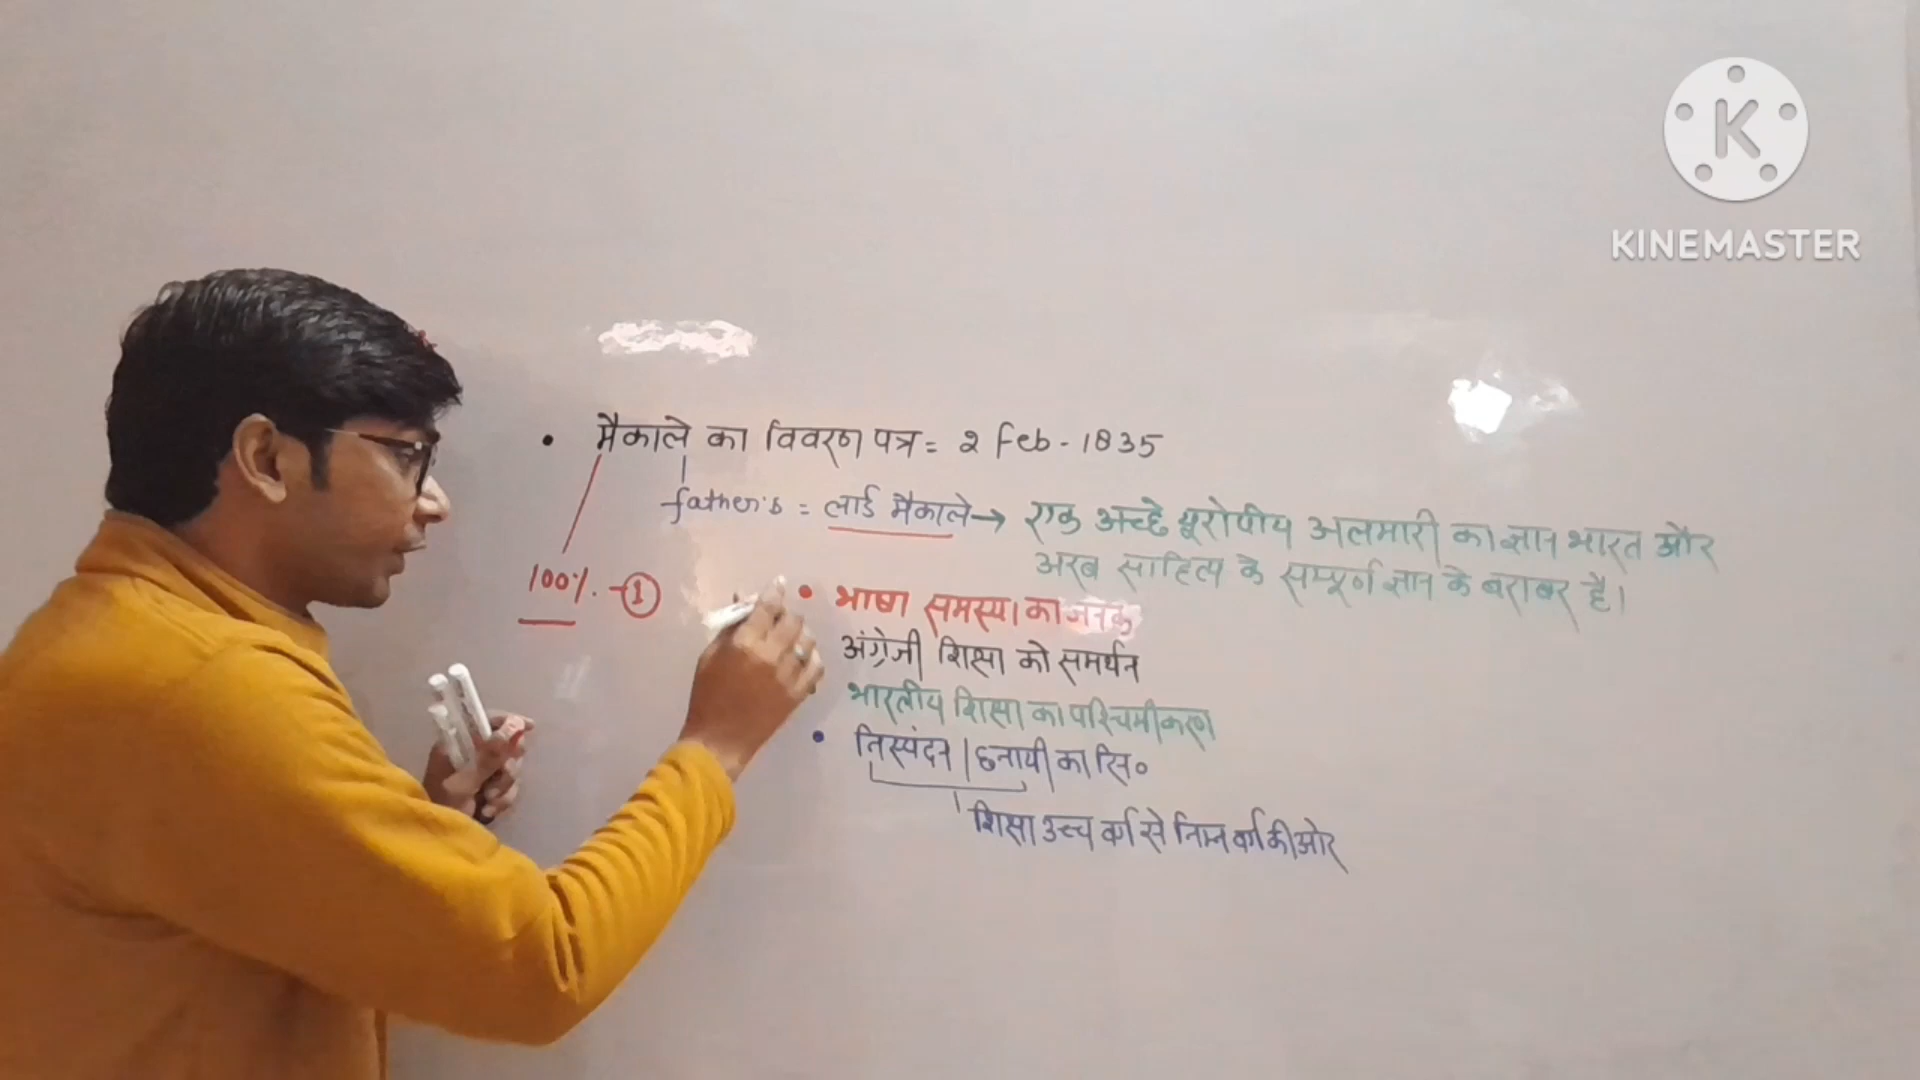 K
KINEMASTER
• मैकाले का विवरण पत्र = 2 feb - 1835
father's = लार्ड मैकाले → एक अच्छे यूरोपीय अलमारी का ज्ञान भारत और
अरब साहित्य के सम्पूर्ण ज्ञान के बराबर है।
100%. - 1
• भाषा समस्या का जनक
अंग्रेजी शिक्षा को समर्थन
भारतीय शिक्षा का पश्चिमीकरण
• निस्पंदन | छनायी का सि०
शिक्षा उच्च वर्ग से निम्न वर्ग की ओर